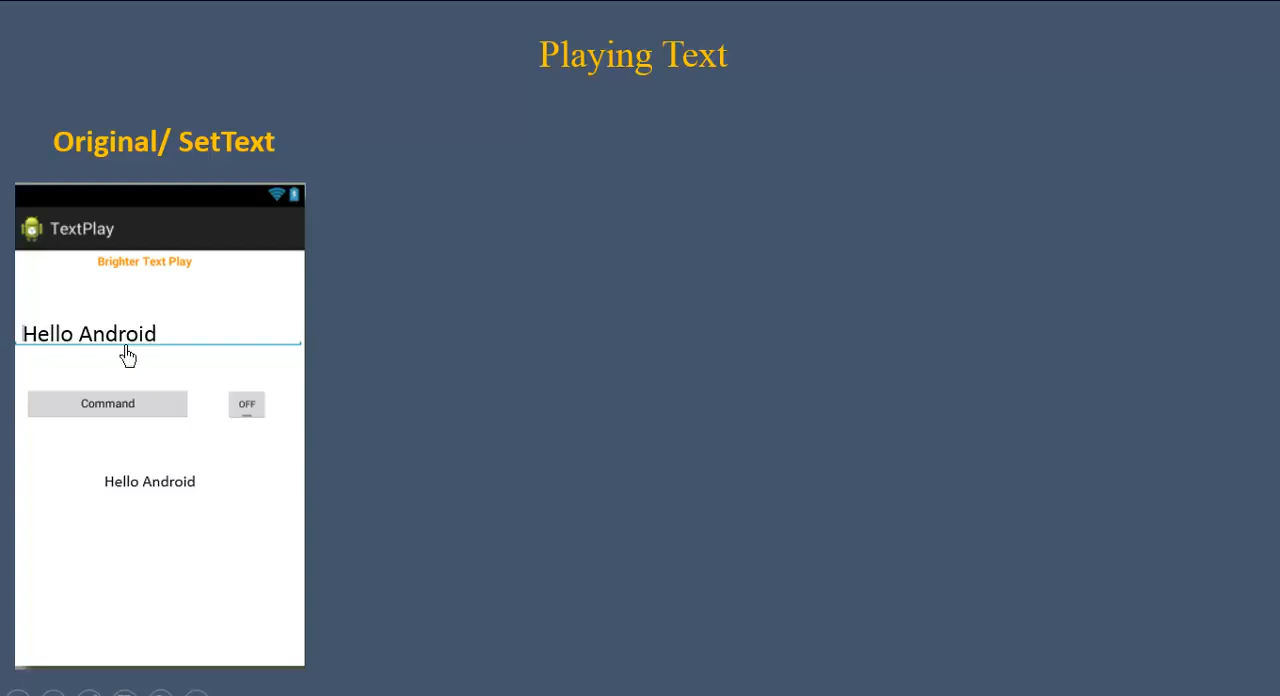 Playing Text
Original/ SetText
TextPlay
Brighter Text Play
Hello Android
Command
OFF
Hello Android